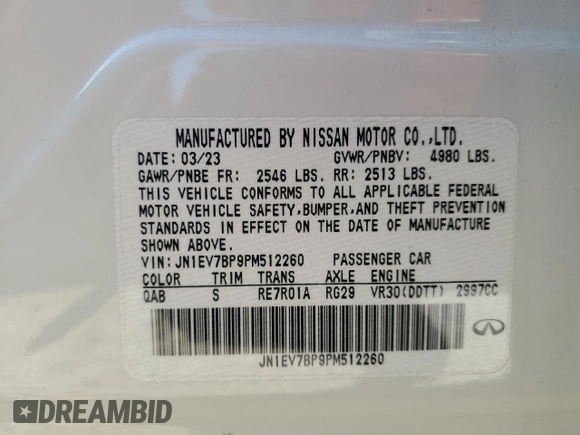 MANUFACTURED BY NISSAN MOTOR CO.,LTD.
DATE: 03/23 GVWR/PNBV: 4980 LBS.
GAWR/PNBE FR: 2546 LBS. RR: 2513 LBS.
THIS VEHICLE CONFORMS TO ALL APPLICABLE FEDERAL
MOTOR VEHICLE SAFETY,BUMPER,AND THEFT PREVENTION
STANDARDS IN EFFECT ON THE DATE OF MANUFACTURE
SHOWN ABOVE.
VIN: JN1EV7BP9PM512260 PASSENGER CAR
COLOR TRIM TRANS AXLE ENGINE
QAB S RE7R01A RG29 VR30(DDTT) 2997CC
JN1EV7BP9PM512260
DREAMBID